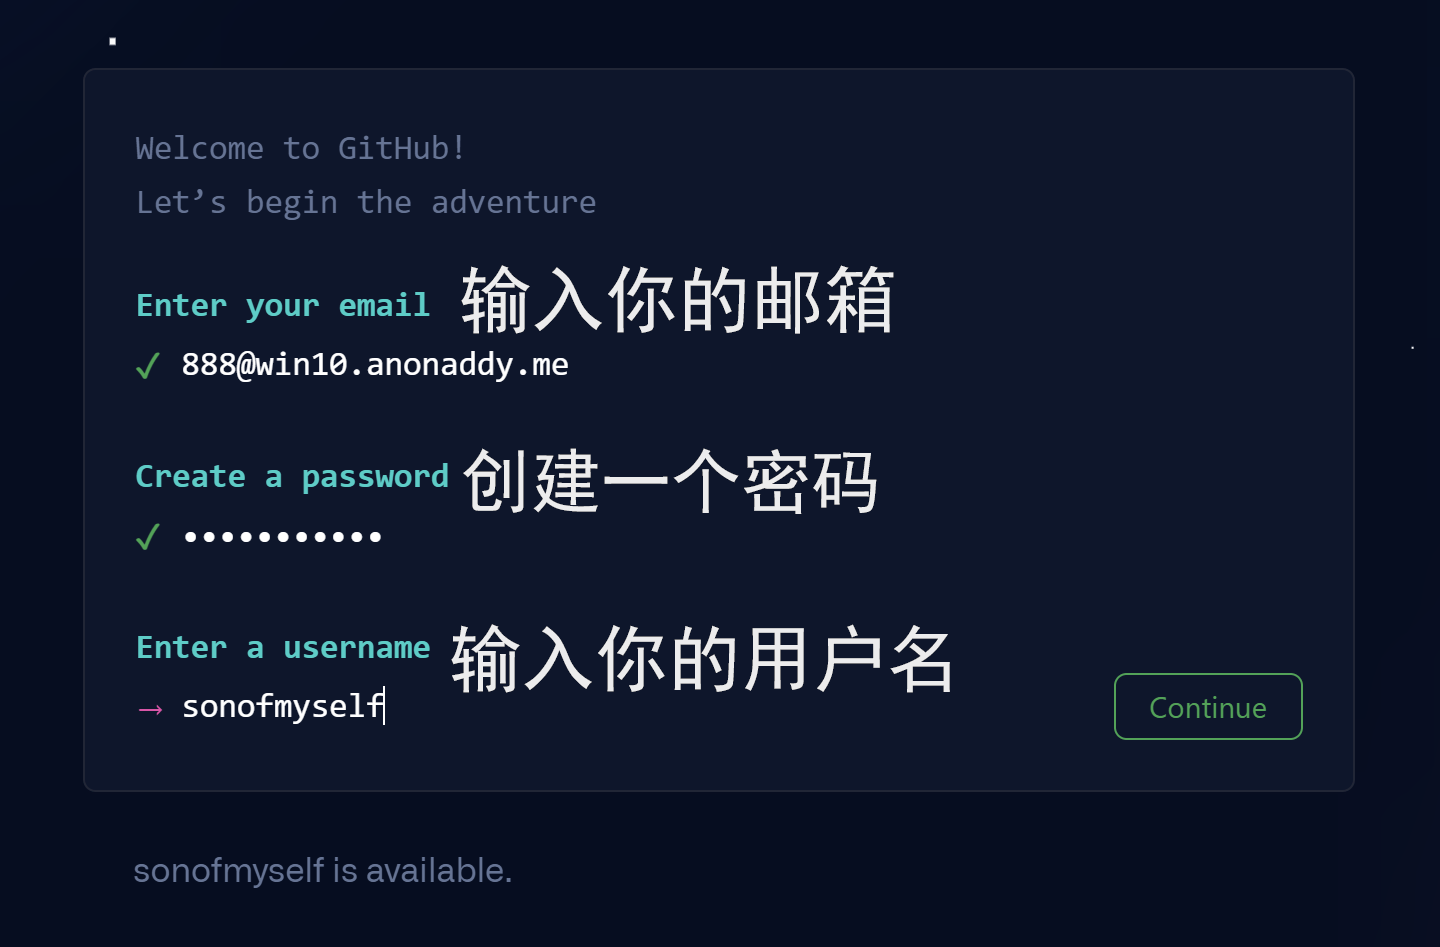 Welcome to GitHub!
Let’s begin the adventure
Enter your email 输入你的邮箱
✓ 888@win10.anonaddy.me
Create a password 创建一个密码
✓ •••••••••••
Enter a username 输入你的用户名
→ sonofmyself
Continue
sonofmyself is available.